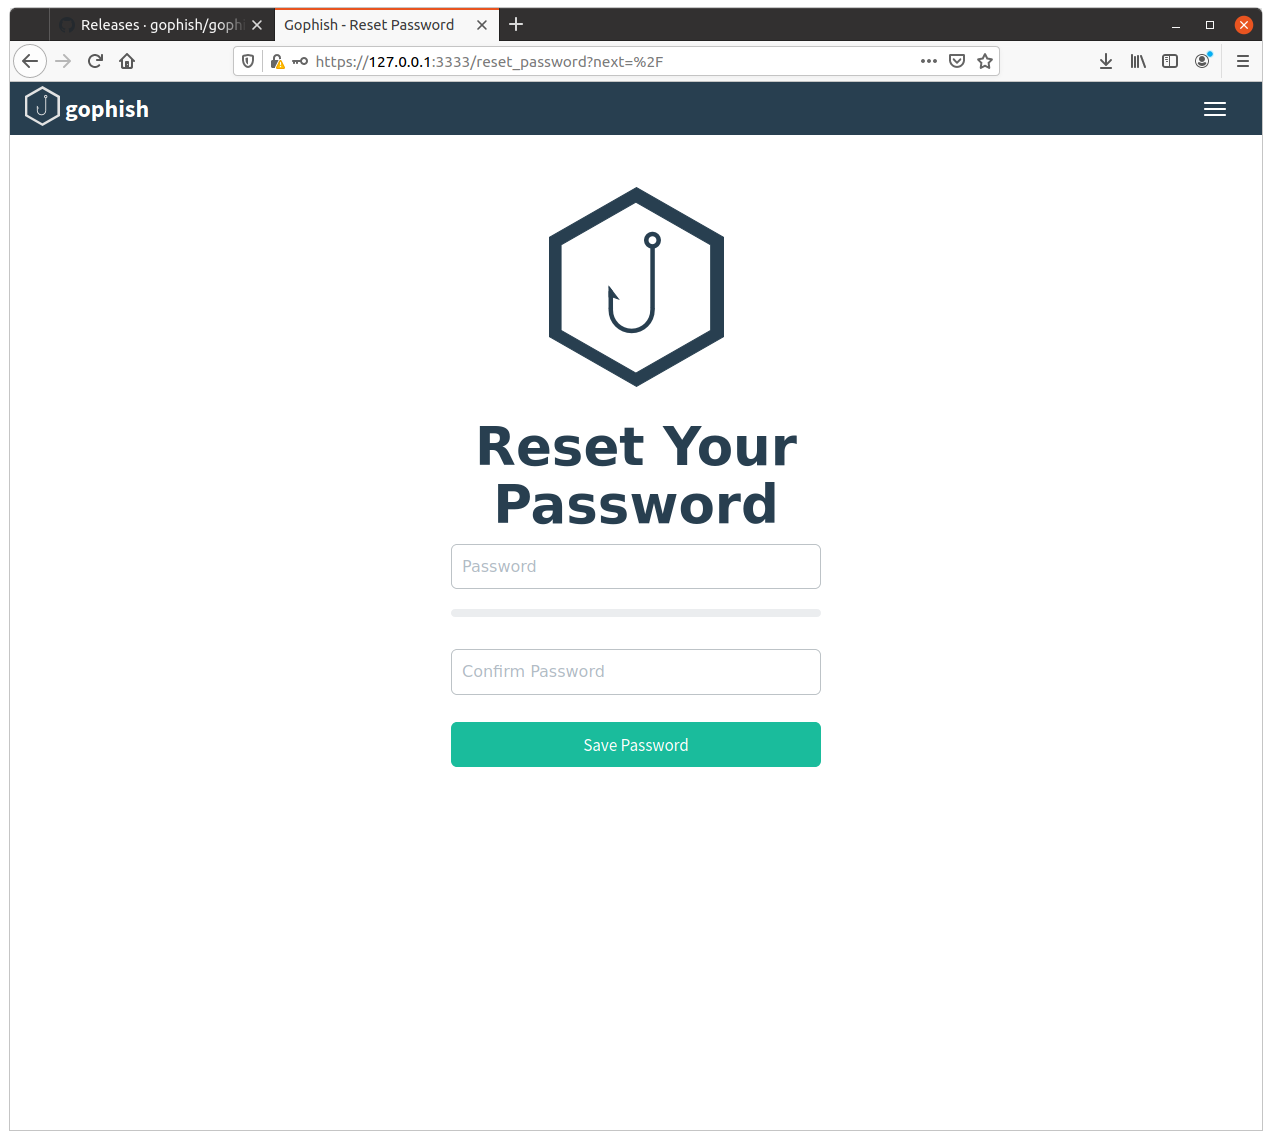 Releases · gophish/goph
Gophish - Reset Password
https://127.0.0.1:3333/reset_password?next=%2F
gophish
Reset Your
Password
Password
Confirm Password
Save Password